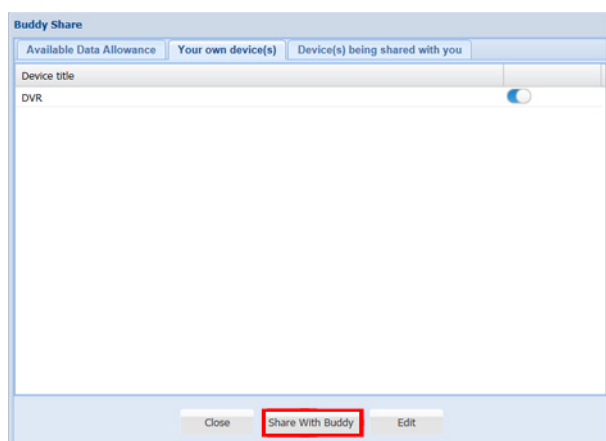 Buddy Share
Available Data Allowance Your own device(s) Device(s) being shared with you
Device title
DVR
Close Share With Buddy Edit